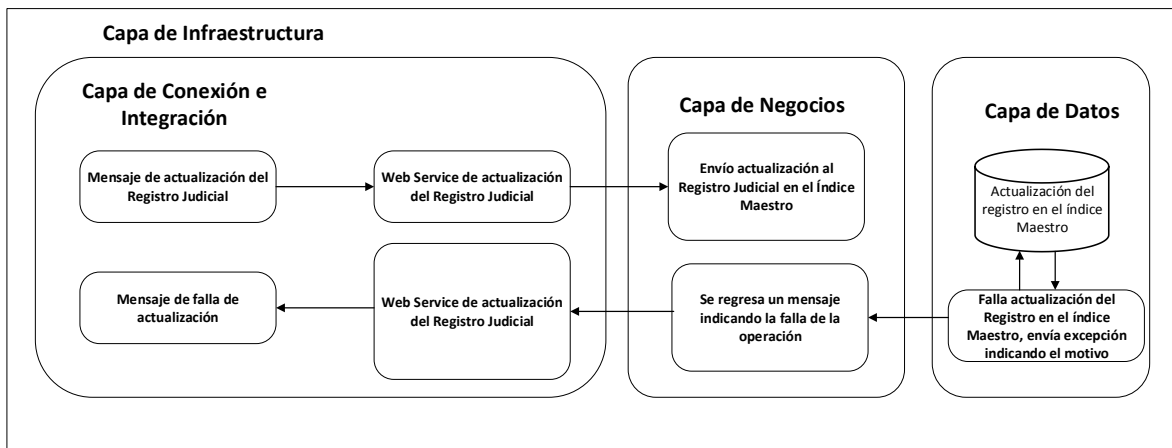 Capa de Infraestructura
Capa de Conexión e
Integración
Capa de Negocios
Capa de Datos
Mensaje de actualización del
Registro Judicial
Web Service de actualización
del Registro Judicial
Envío actualización al
Registro Judicial en el Índice
Maestro
Actualización del
registro en el índice
Maestro
Mensaje de falla de
actualización
Web Service de actualización
del Registro Judicial
Se regresa un mensaje
indicando la falla de la
operación
Falla actualización del
Registro en el índice
Maestro, envía excepción
indicando el motivo